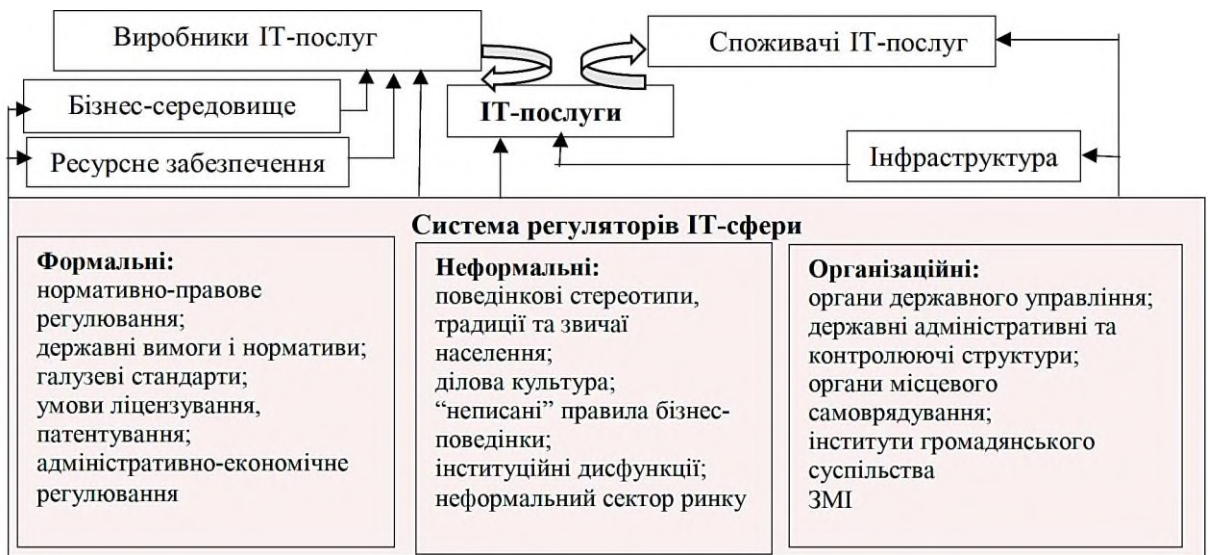 Виробники ІТ-послуг
Споживачі ІТ-послуг
Бізнес-середовище
ІТ-послуги
Ресурсне забезпечення
Інфраструктура
Система регуляторів ІТ-сфери
Формальні:
нормативно-правове
регулювання;
державні вимоги і нормативи;
галузеві стандарти;
умови ліцензування,
патентування;
адміністративно-економічне
регулювання
Неформальні:
поведінкові стереотипи,
традиції та звичаї
населення;
ділова культура;
“неписані” правила бізнес-
поведінки;
інституційні дисфункції;
неформальний сектор ринку
Організаційні:
органи державного управління;
державні адміністративні та
контролюючі структури;
органи місцевого
самоврядування;
інститути громадянського
суспільства
ЗМІ